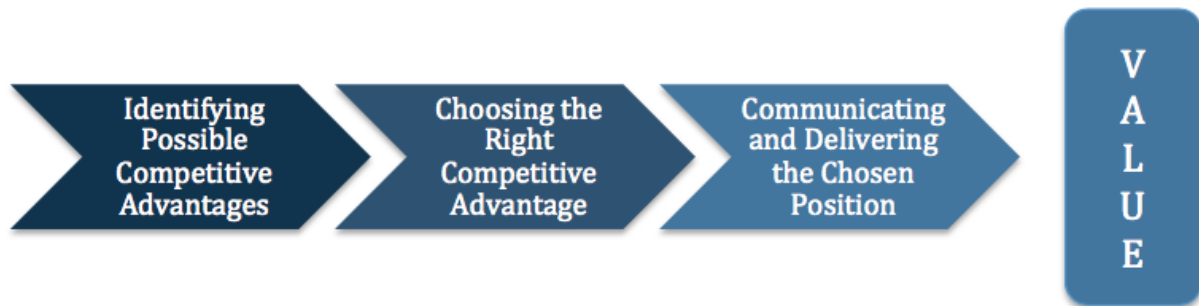 Identifying
Possible
Competitive
Advantages
Choosing the
Right
Competitive
Advantage
Communicating
and Delivering
the Chosen
Position
V
A
L
U
E